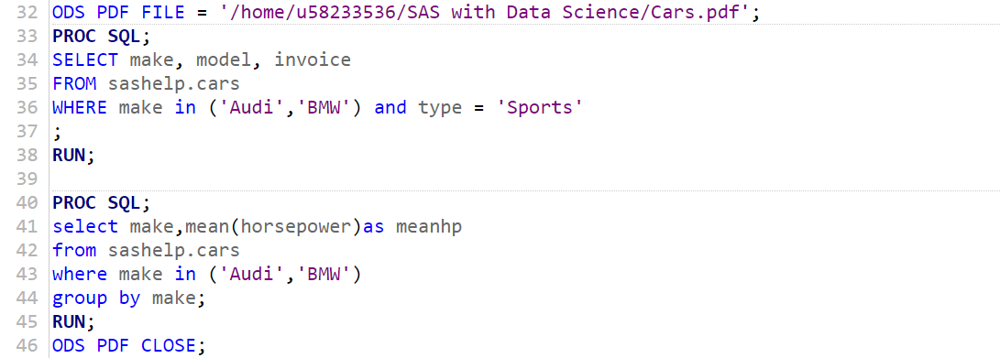 32 ODS PDF FILE = '/home/u58233536/SAS with Data Science/Cars.pdf';
33 PROC SQL;
34 SELECT make, model, invoice
35 FROM sashelp.cars
36 WHERE make in ('Audi','BMW') and type = 'Sports'
37 ;
38 RUN;
39
40 PROC SQL;
41 select make,mean(horsepower)as meanhp
42 from sashelp.cars
43 where make in ('Audi','BMW')
44 group by make;
45 RUN;
46 ODS PDF CLOSE;